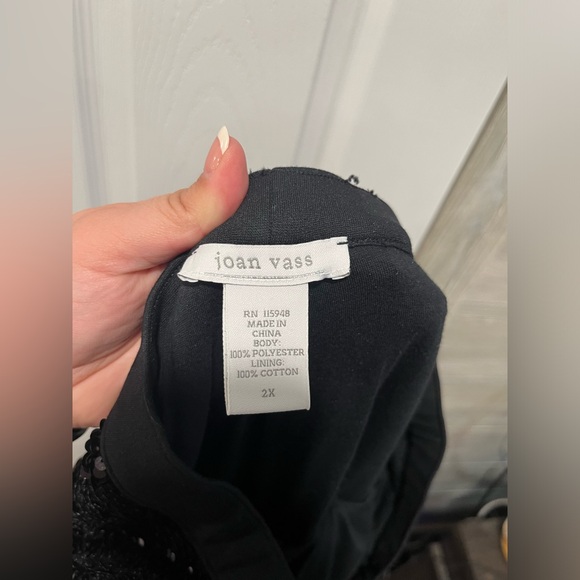 joan vass
RN 115948
MADE IN
CHINA
BODY:
100% POLYESTER
LINING:
100% COTTON
2X